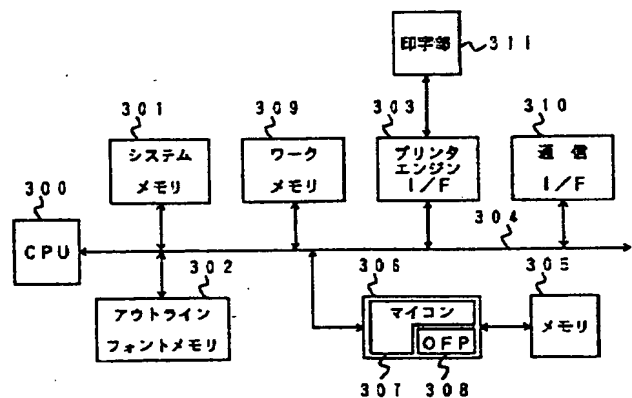 印字部
311
301
309
303
310
システム
メモリ
ワーク
メモリ
プリンタ
エンジン
I/F
通信
I/F
300
CPU
304
302
306
305
アウトライン
フォントメモリ
マイコン
OFP
メモリ
307
308